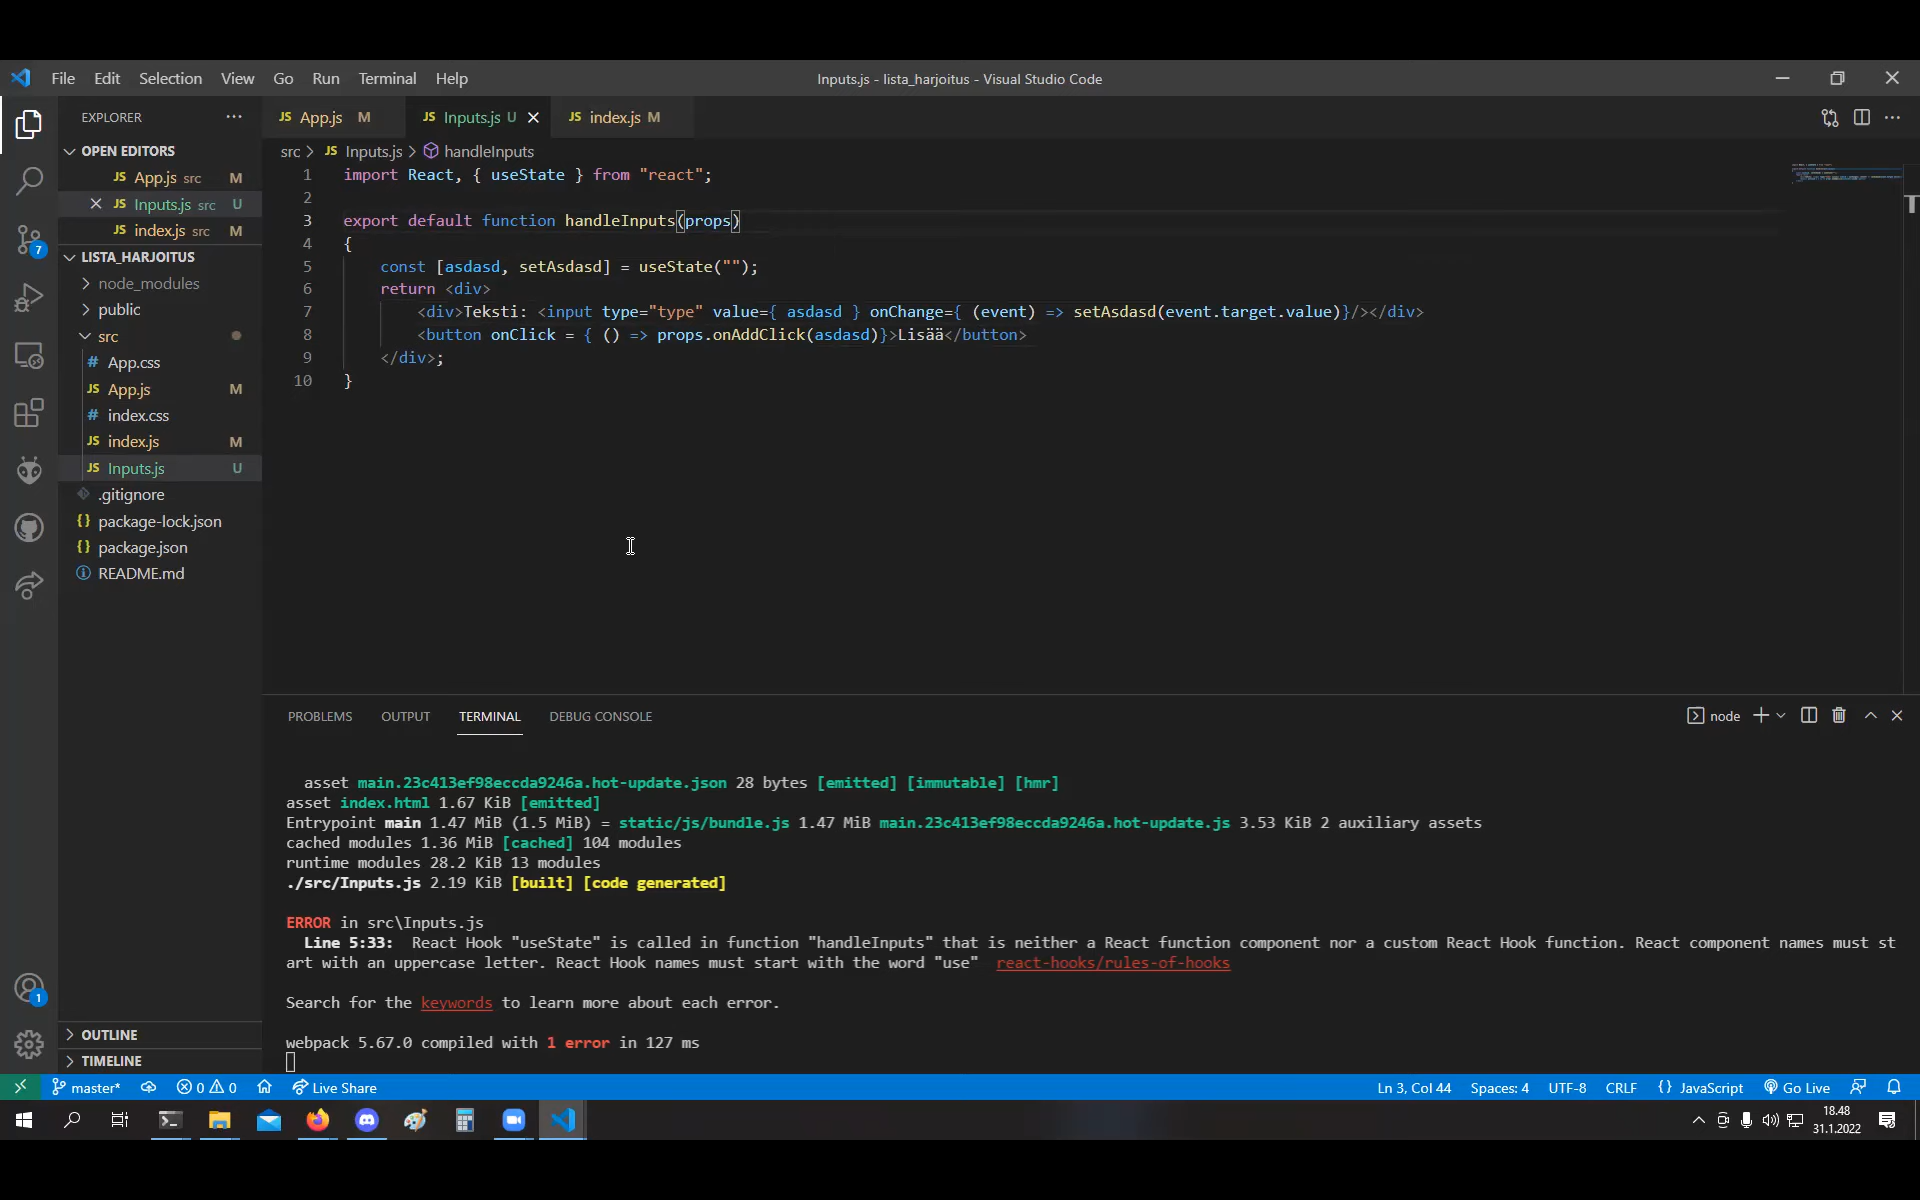 File Edit Selection View Go Run Terminal Help
Inputs.js - lista_harjoitus - Visual Studio Code
EXPLORER
JS App.js M
JS Inputs.js U
JS index.js M
OPEN EDITORS
JS App.js src M
JS Inputs.js src U
JS index.js src M
LISTA_HARJOITUS
node_modules
public
src
# App.css
JS App.js M
# index.css
JS index.js M
JS Inputs.js U
.gitignore
{} package-lock.json
{} package.json
README.md
OUTLINE
TIMELINE
7
1
src > JS Inputs.js > handleInputs
1 import React, { useState } from "react";
2
3 export default function handleInputs(props)
4 {
5 const [asdasd, setAsdasd] = useState("");
6 return <div>
7 <div>Teksti: <input type="type" value={ asdasd } onChange={ (event) => setAsdasd(event.target.value)}/></div>
8 <button onClick = { () => props.onAddClick(asdasd)}>Lisää</button>
9 </div>;
10 }
PROBLEMS OUTPUT TERMINAL DEBUG CONSOLE
node
asset main.23c413ef98eccda9246a.hot-update.json 28 bytes [emitted] [immutable] [hmr]
asset index.html 1.67 KiB [emitted]
Entrypoint main 1.47 MiB (1.5 MiB) = static/js/bundle.js 1.47 MiB main.23c413ef98eccda9246a.hot-update.js 3.53 KiB 2 auxiliary assets
cached modules 1.36 MiB [cached] 104 modules
runtime modules 28.2 KiB 13 modules
./src/Inputs.js 2.19 KiB [built] [code generated]
ERROR in src\Inputs.js
Line 5:33: React Hook "useState" is called in function "handleInputs" that is neither a React function component nor a custom React Hook function. React component names must st
art with an uppercase letter. React Hook names must start with the word "use" react-hooks/rules-of-hooks
Search for the keywords to learn more about each error.
webpack 5.67.0 compiled with 1 error in 127 ms
master* 0 0 Live Share
Ln 3, Col 44 Spaces: 4 UTF-8 CRLF {} JavaScript Go Live
18.48
31.1.2022